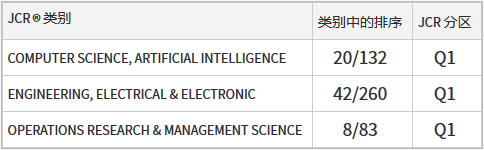 JCR® 类别 类别中的排序 JCR 分区
COMPUTER SCIENCE, ARTIFICIAL INTELLIGENCE 20/132 Q1
ENGINEERING, ELECTRICAL & ELECTRONIC 42/260 Q1
OPERATIONS RESEARCH & MANAGEMENT SCIENCE 8/83 Q1